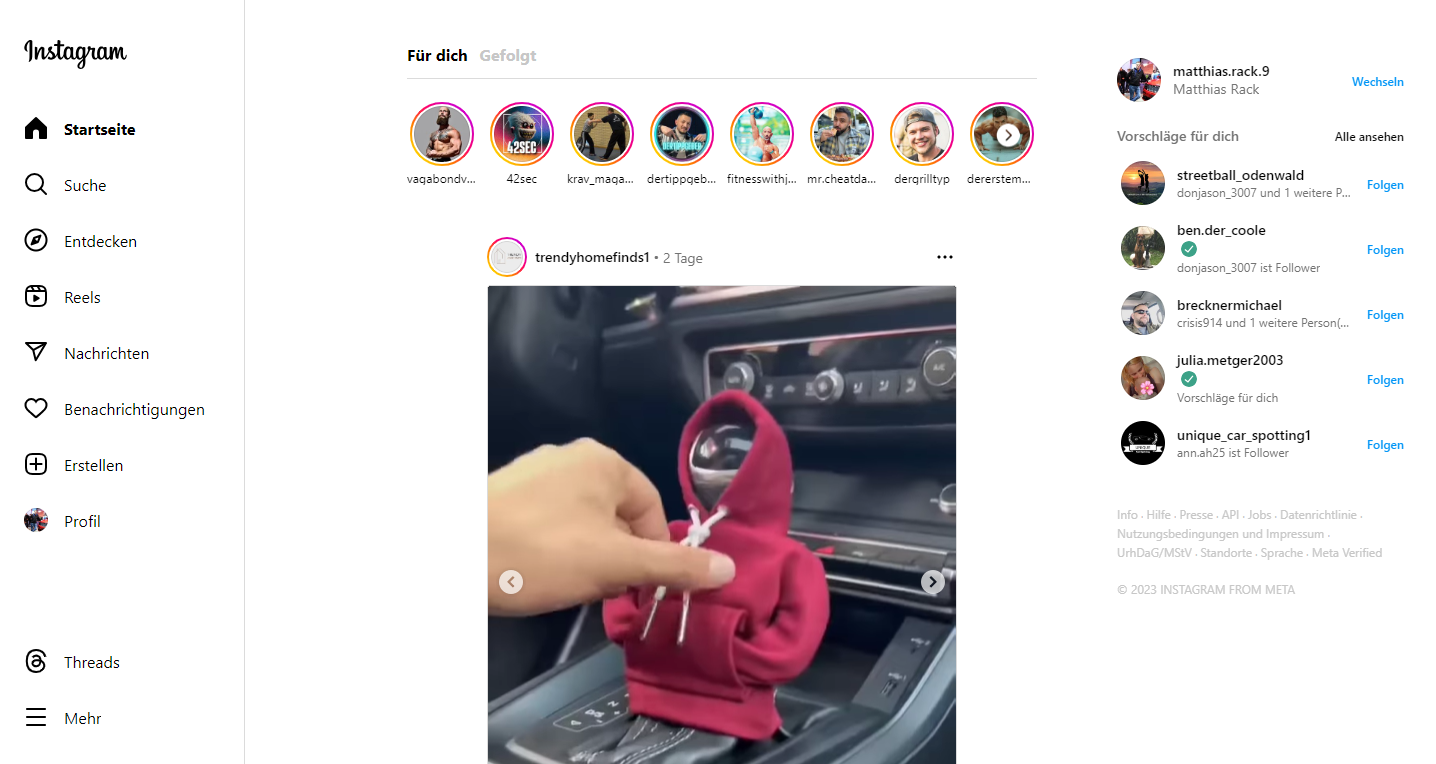 Instagram
Startseite
Suche
Entdecken
Reels
Nachrichten
Benachrichtigungen
Erstellen
Profil
Threads
Mehr
Für dich Gefolgt
42SEC
vagabondv... 42sec krav_maga... dertippgeb... fitnesswithj... mr.cheatda... dergrilltyp dererstem...
trendyhomefinds1 • 2 Tage
A/C
matthias.rack.9
Matthias Rack
Wechseln
Vorschläge für dich Alle ansehen
streetball_odenwald
donjason_3007 und 1 weitere P...
Folgen
ben.der_coole
donjason_3007 ist Follower
Folgen
brecknermichael
crisis914 und 1 weitere Person(...
Folgen
julia.metger2003
Vorschläge für dich
Folgen
unique_car_spotting1
ann.ah25 ist Follower
Folgen
Info · Hilfe · Presse · API · Jobs · Datenrichtlinie ·
Nutzungsbedingungen und Impressum ·
UrhDaG/MStV · Standorte · Sprache · Meta Verified
© 2023 INSTAGRAM FROM META